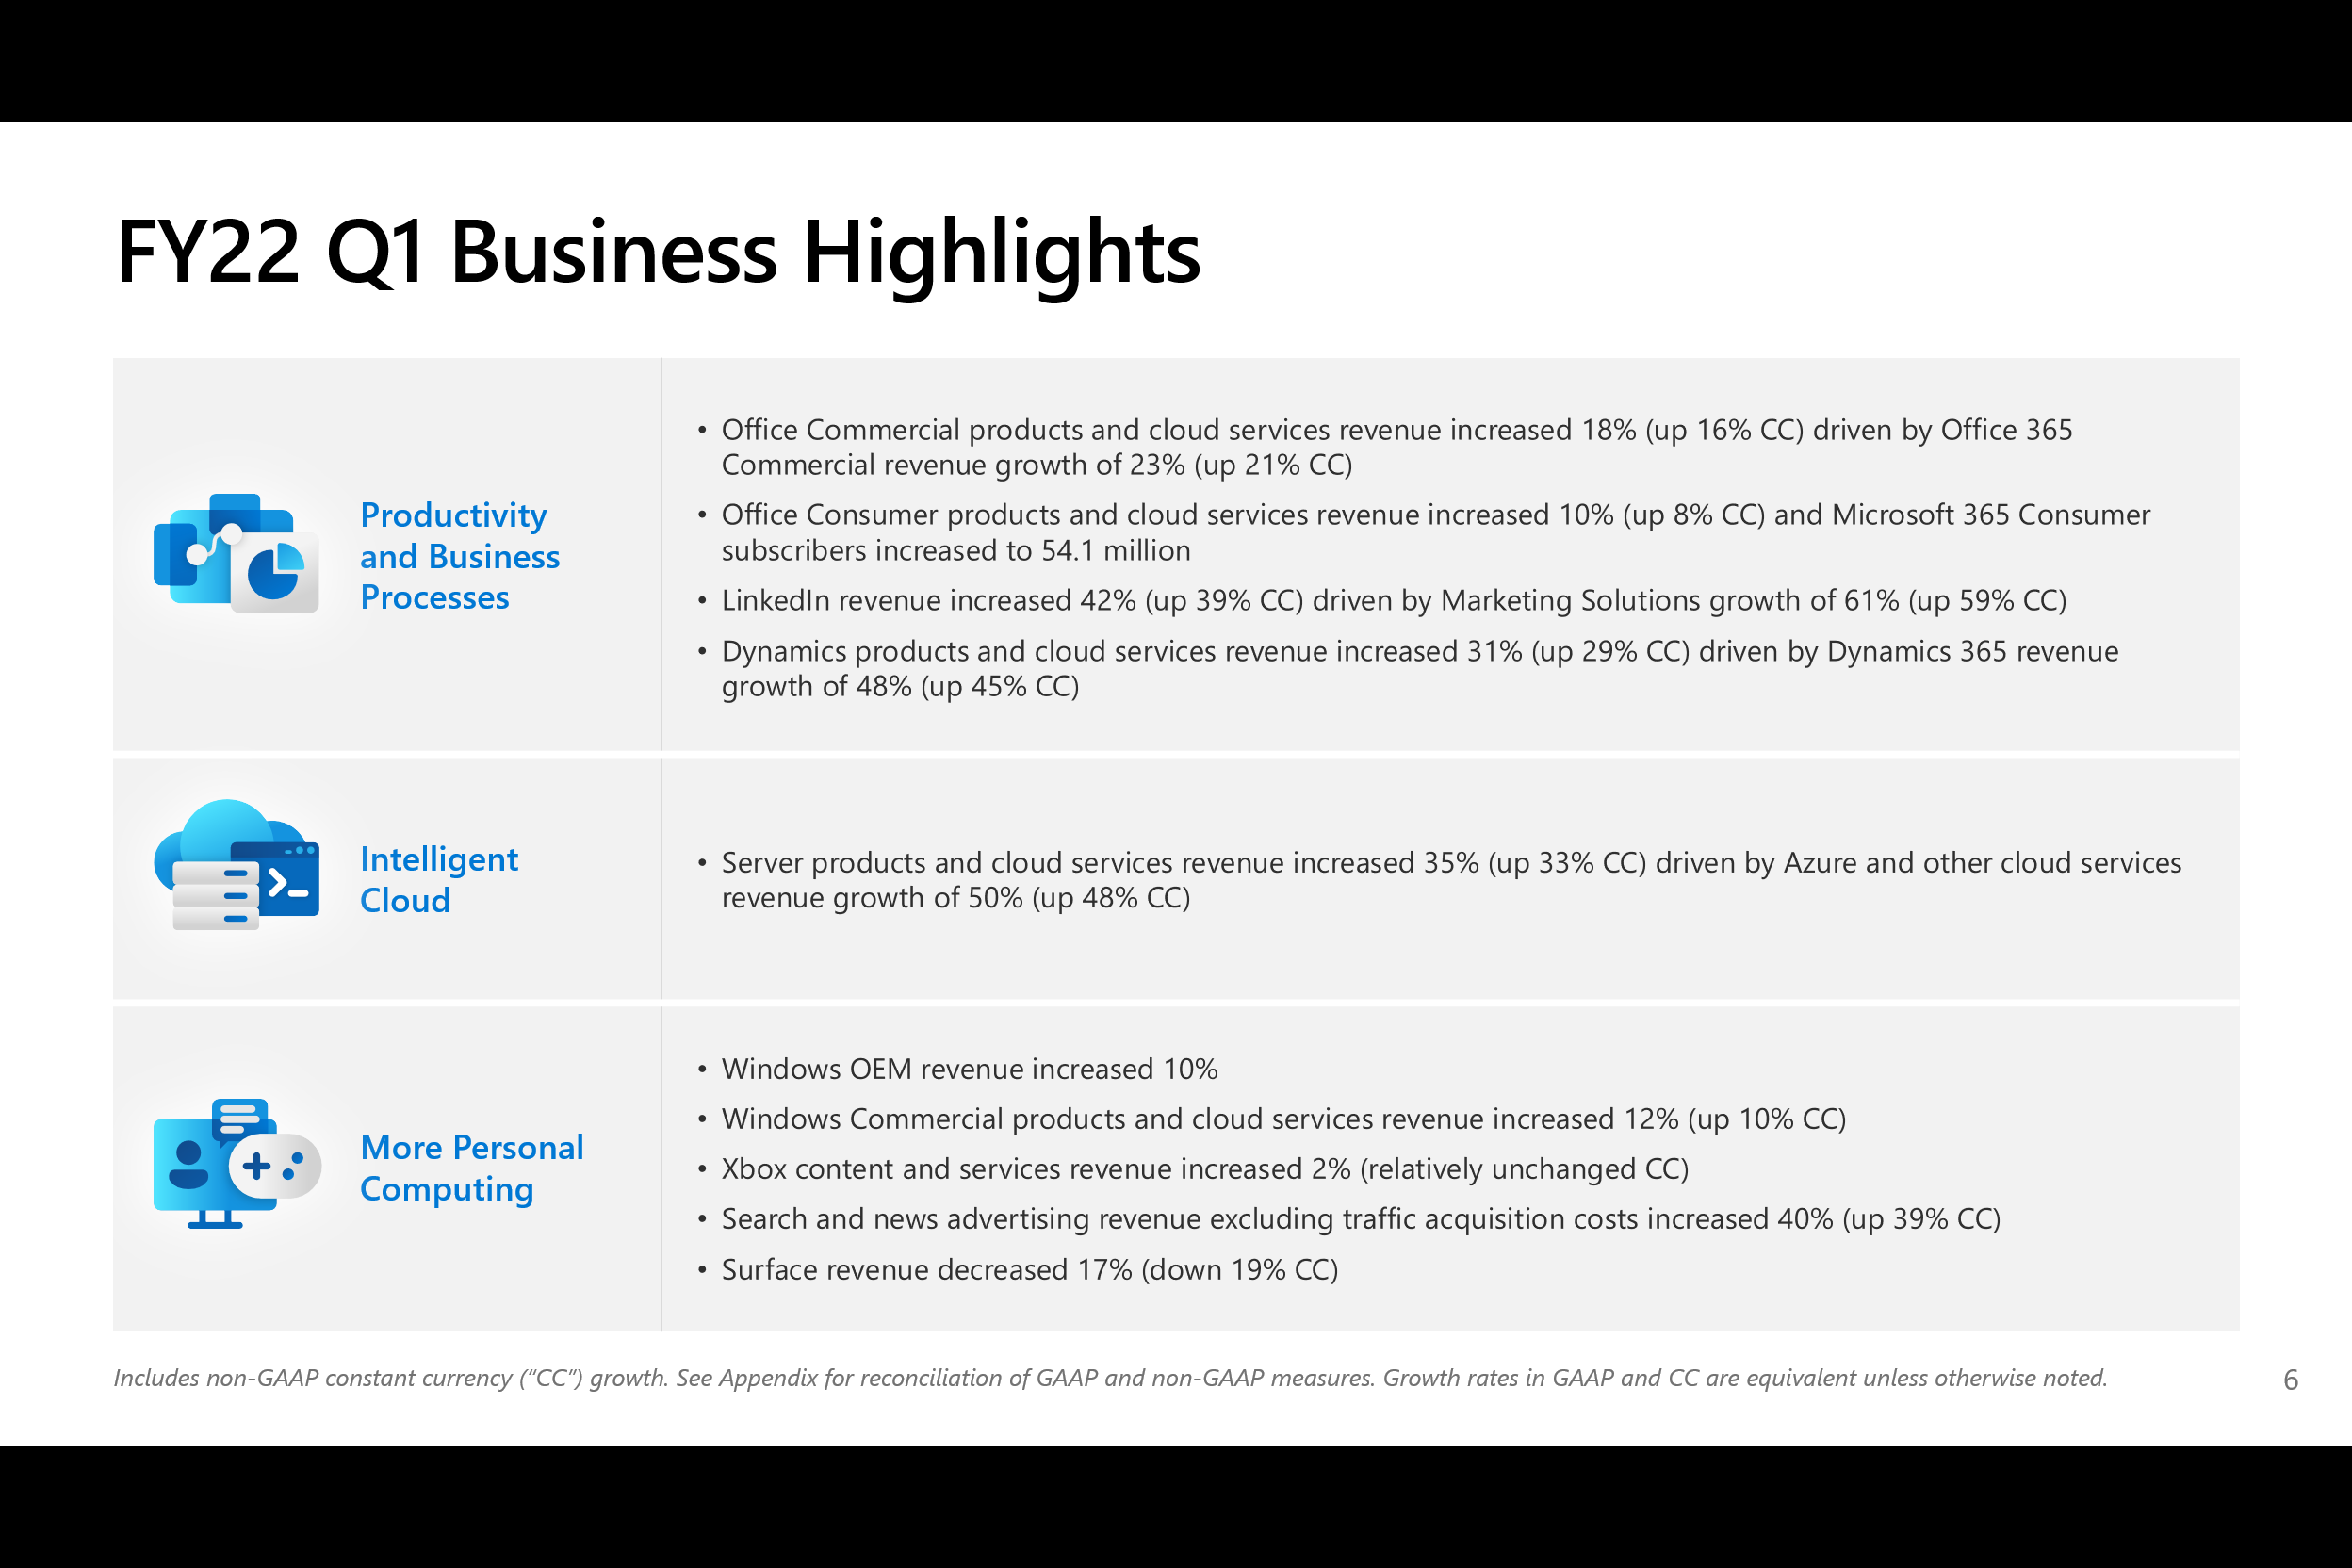 FY22 Q1 Business Highlights
Productivity
and Business
Processes
• Office Commercial products and cloud services revenue increased 18% (up 16% CC) driven by Office 365
Commercial revenue growth of 23% (up 21% CC)
• Office Consumer products and cloud services revenue increased 10% (up 8% CC) and Microsoft 365 Consumer
subscribers increased to 54.1 million
• LinkedIn revenue increased 42% (up 39% CC) driven by Marketing Solutions growth of 61% (up 59% CC)
• Dynamics products and cloud services revenue increased 31% (up 29% CC) driven by Dynamics 365 revenue
growth of 48% (up 45% CC)
Intelligent
Cloud
• Server products and cloud services revenue increased 35% (up 33% CC) driven by Azure and other cloud services
revenue growth of 50% (up 48% CC)
More Personal
Computing
• Windows OEM revenue increased 10%
• Windows Commercial products and cloud services revenue increased 12% (up 10% CC)
• Xbox content and services revenue increased 2% (relatively unchanged CC)
• Search and news advertising revenue excluding traffic acquisition costs increased 40% (up 39% CC)
• Surface revenue decreased 17% (down 19% CC)
Includes non-GAAP constant currency (“CC”) growth. See Appendix for reconciliation of GAAP and non-GAAP measures. Growth rates in GAAP and CC are equivalent unless otherwise noted.
6